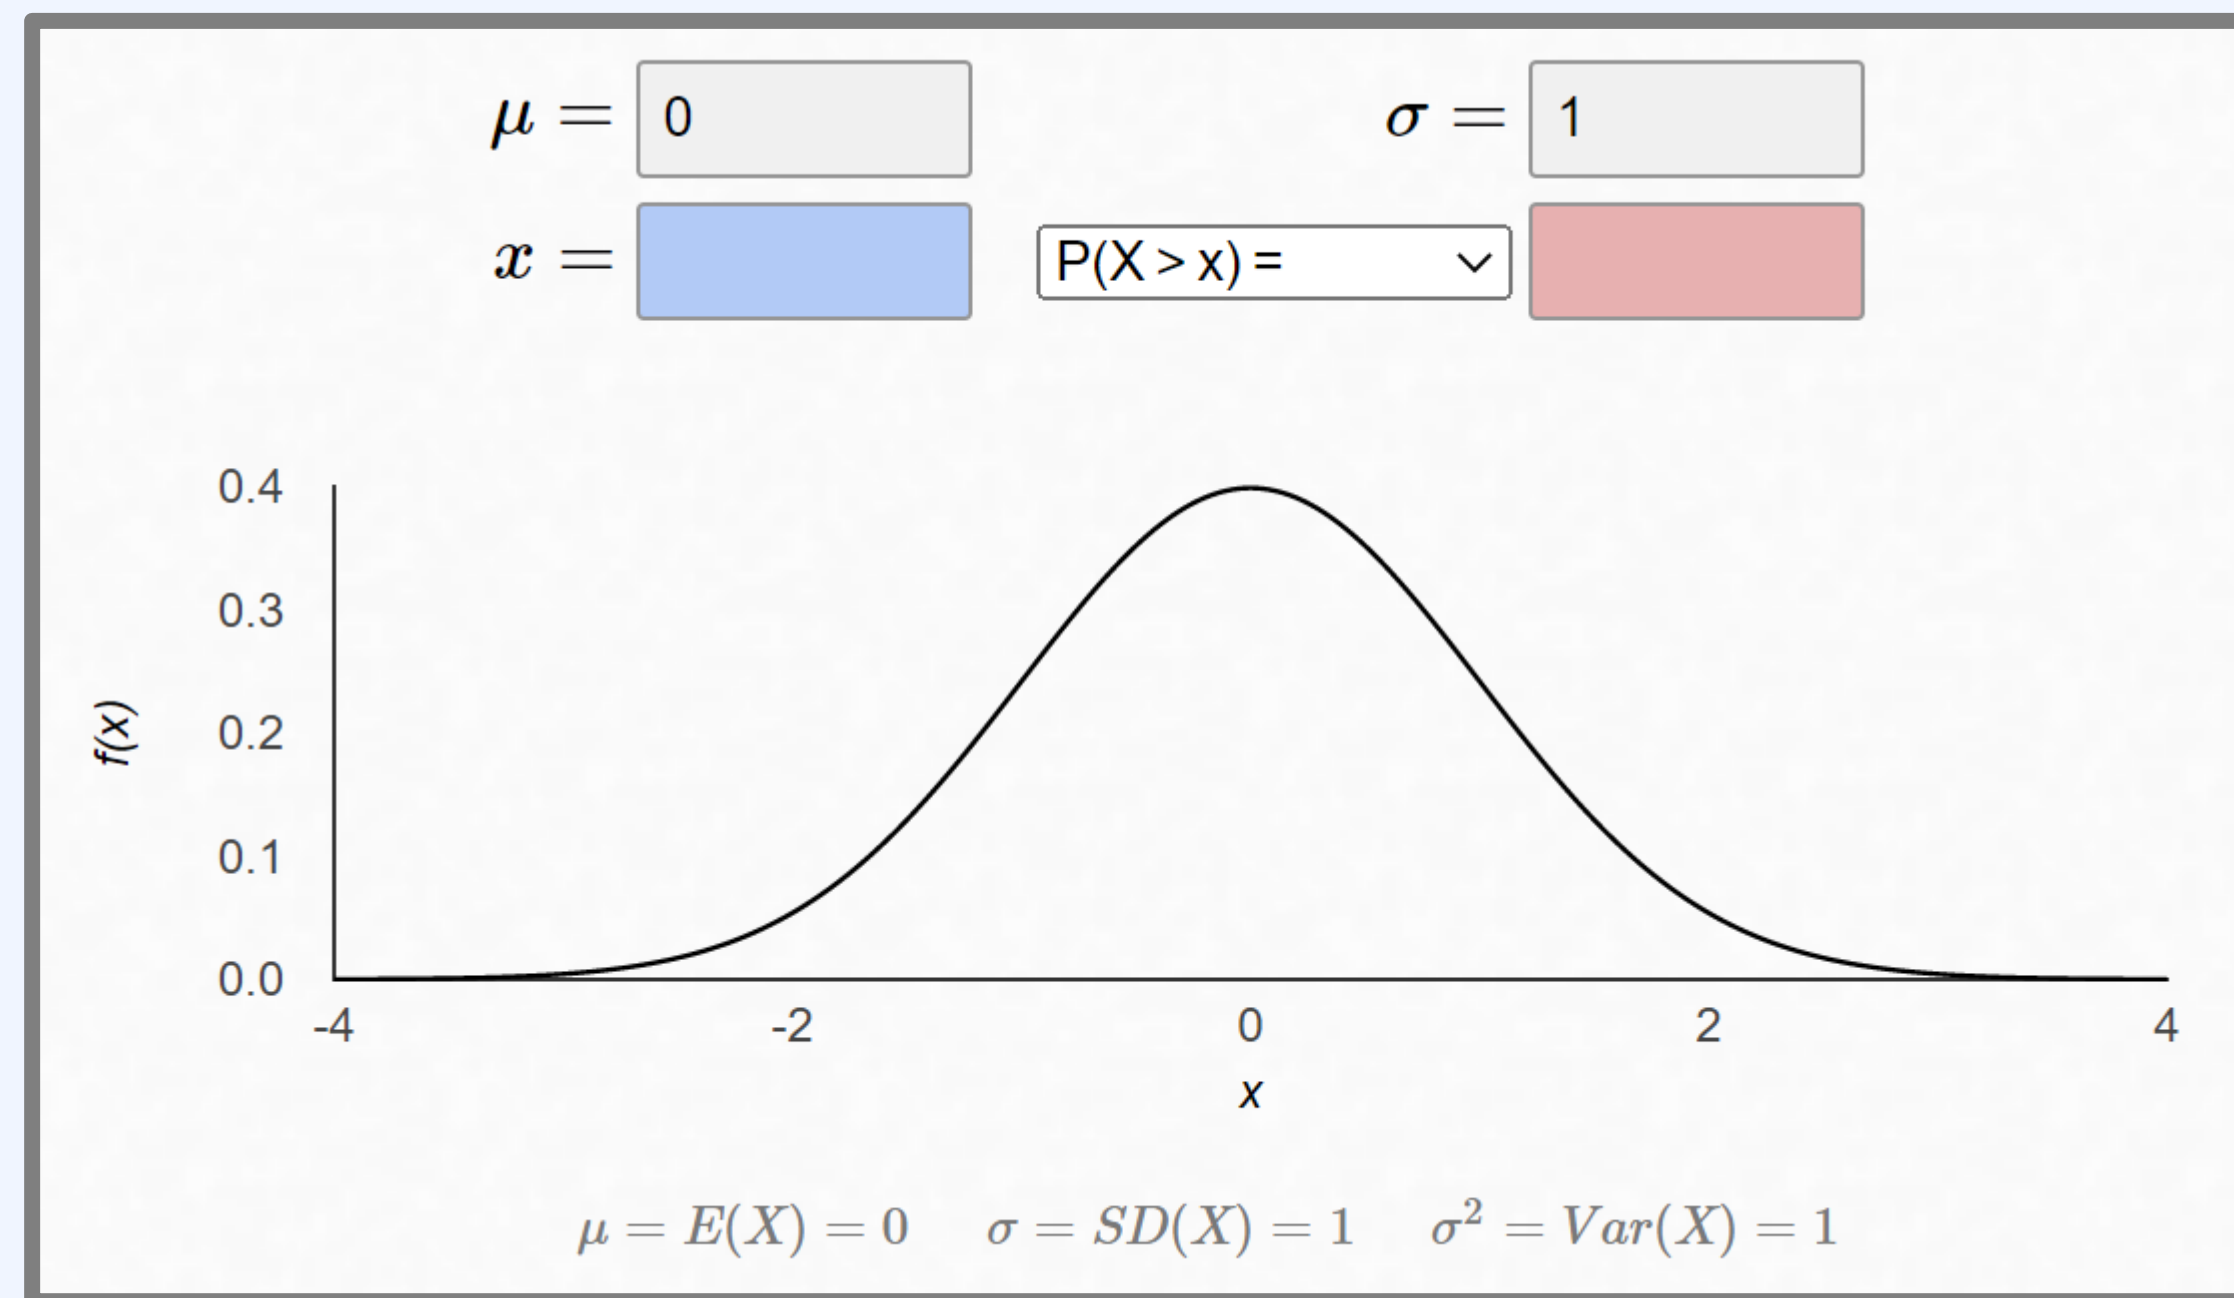 μ = 0 σ = 1
x = P(X > x) =
0.4
0.3
0.2
0.1
0.0
f(x)
-4 -2 0 2 4
x
μ = E(X) = 0 σ = SD(X) = 1 σ² = Var(X) = 1